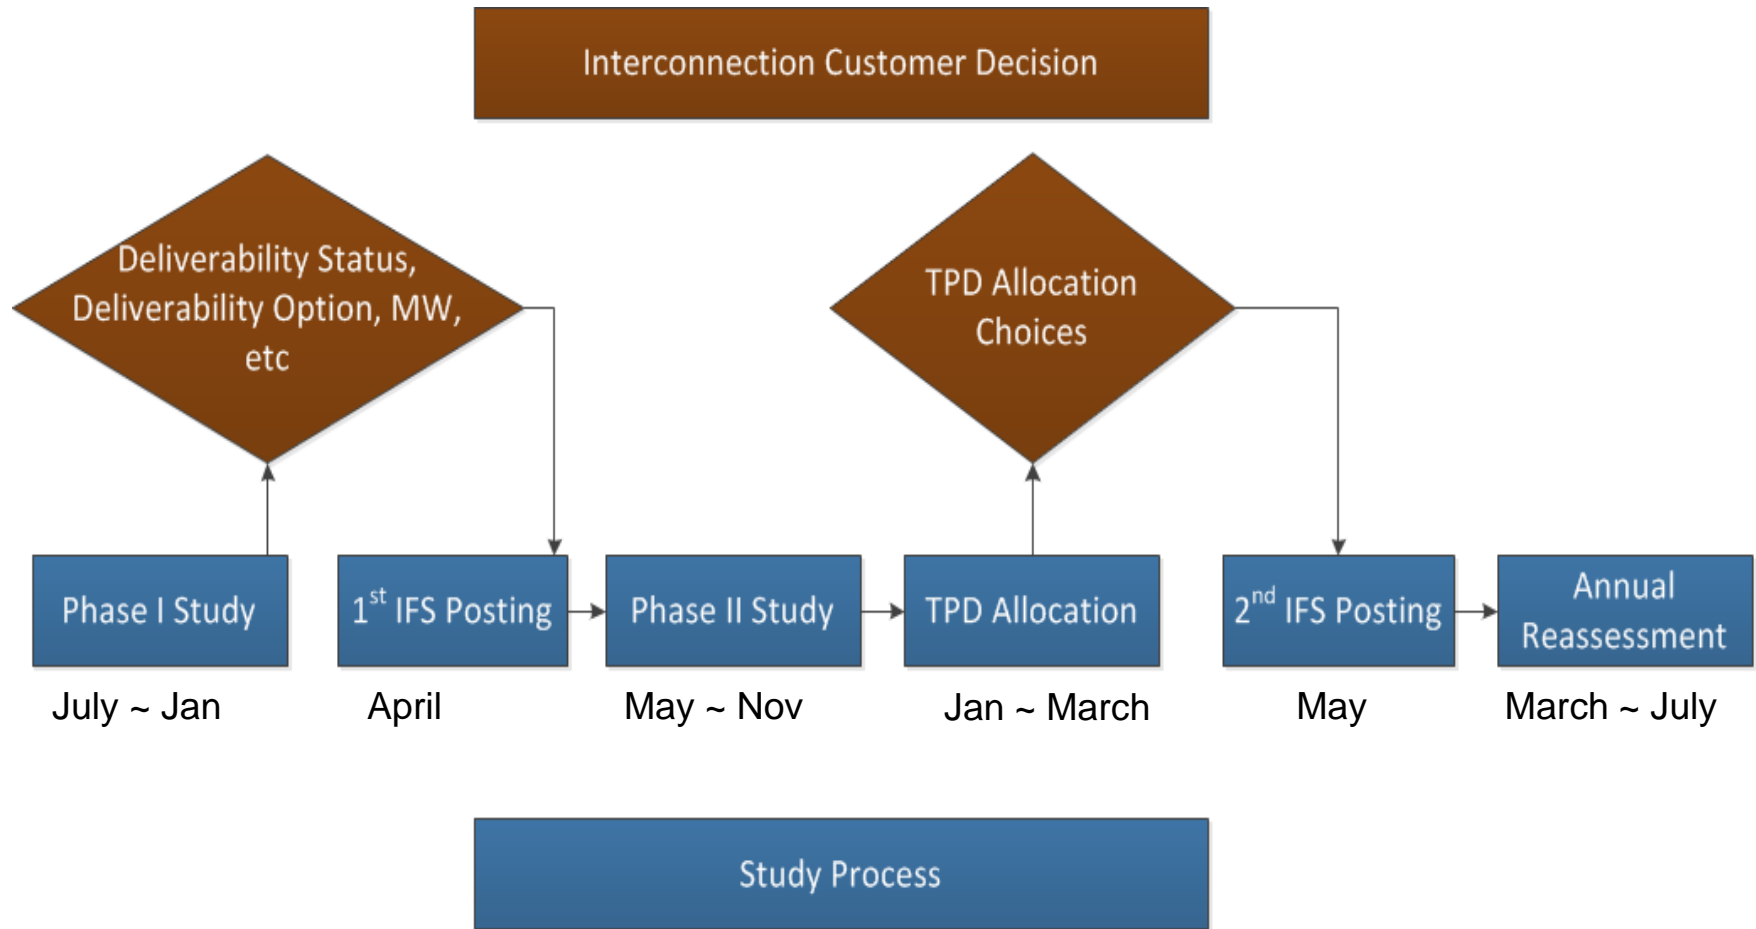 Interconnection Customer Decision
Deliverability Status,
Deliverability Option, MW,
etc
TPD Allocation
Choices
Phase I Study
1st IFS Posting
Phase II Study
TPD Allocation
2nd IFS Posting
Annual
Reassessment
July ~ Jan
April
May ~ Nov
Jan ~ March
May
March ~ July
Study Process